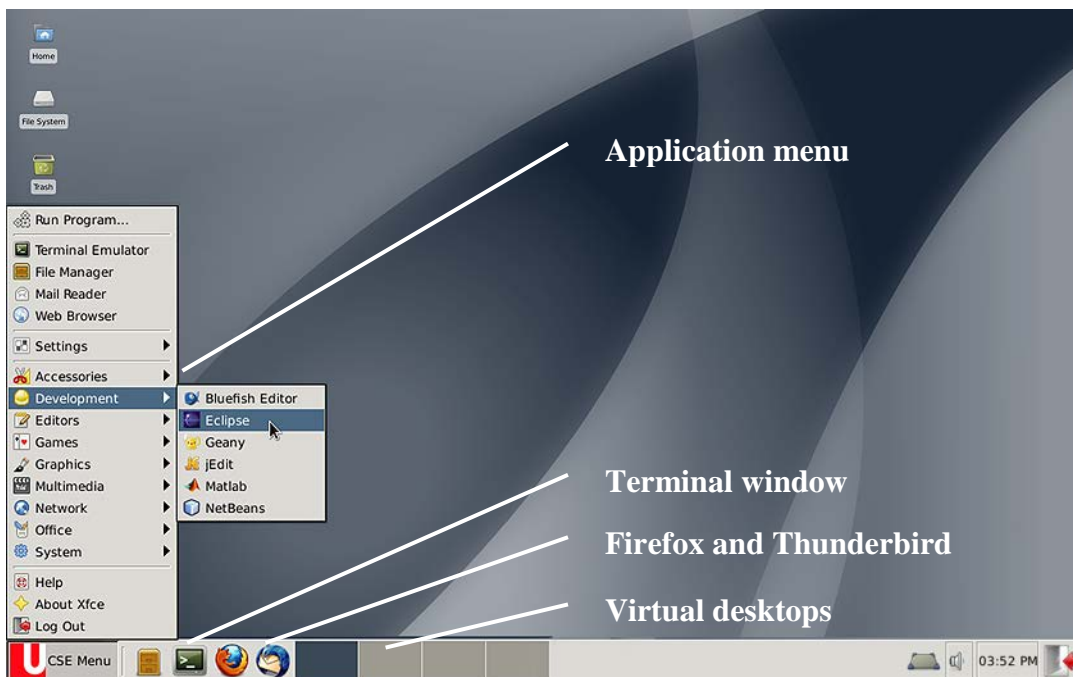 Home
File System
Trash
Application menu
Run Program...
Terminal Emulator
File Manager
Mail Reader
Web Browser
Settings
Accessories
Development
Editors
Games
Graphics
Multimedia
Network
Office
System
Help
About Xfce
Log Out
Bluefish Editor
Eclipse
Geany
jEdit
Matlab
NetBeans
Terminal window
Firefox and Thunderbird
Virtual desktops
U CSE Menu
03:52 PM